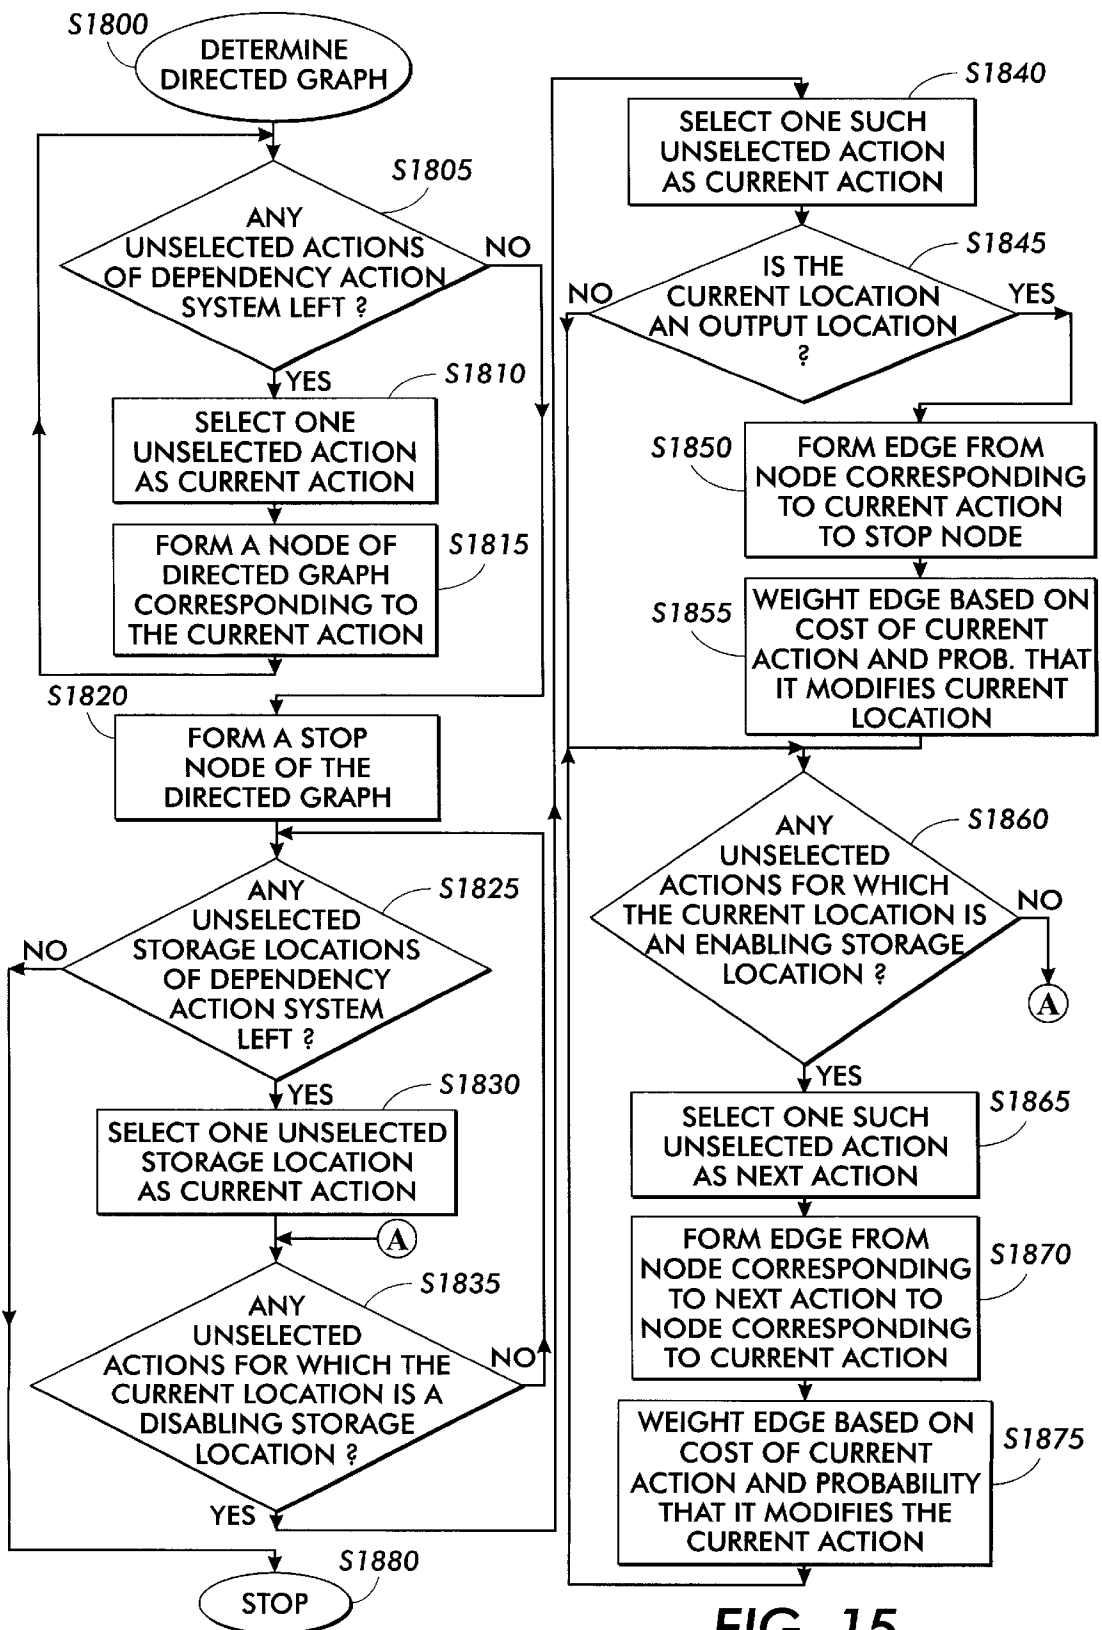 S1800
DETERMINE
DIRECTED GRAPH
S1805
ANY
UNSELECTED ACTIONS
OF DEPENDENCY ACTION
SYSTEM LEFT ?
NO
YES
S1810
SELECT ONE
UNSELECTED ACTION
AS CURRENT ACTION
S1815
FORM A NODE OF
DIRECTED GRAPH
CORRESPONDING TO
THE CURRENT ACTION
S1820
FORM A STOP
NODE OF THE
DIRECTED GRAPH
S1825
ANY
UNSELECTED
STORAGE LOCATIONS
OF DEPENDENCY
ACTION SYSTEM
LEFT ?
NO
YES
S1830
SELECT ONE UNSELECTED
STORAGE LOCATION
AS CURRENT ACTION
A
S1835
ANY
UNSELECTED
ACTIONS FOR WHICH THE
CURRENT LOCATION IS A
DISABLING STORAGE
LOCATION ?
NO
YES
S1880
STOP
S1840
SELECT ONE SUCH
UNSELECTED ACTION
AS CURRENT ACTION
S1845
IS THE
CURRENT LOCATION
AN OUTPUT LOCATION
?
NO
YES
S1850
FORM EDGE FROM
NODE CORRESPONDING
TO CURRENT ACTION
TO STOP NODE
S1855
WEIGHT EDGE BASED ON
COST OF CURRENT
ACTION AND PROB. THAT
IT MODIFIES CURRENT
LOCATION
S1860
ANY
UNSELECTED
ACTIONS FOR WHICH
THE CURRENT LOCATION IS
AN ENABLING STORAGE
LOCATION ?
NO
A
YES
S1865
SELECT ONE SUCH
UNSELECTED ACTION
AS NEXT ACTION
S1870
FORM EDGE FROM
NODE CORRESPONDING
TO NEXT ACTION TO
NODE CORRESPONDING
TO CURRENT ACTION
S1875
WEIGHT EDGE BASED ON
COST OF CURRENT
ACTION AND PROBABILITY
THAT IT MODIFIES THE
CURRENT ACTION
FIG. 15